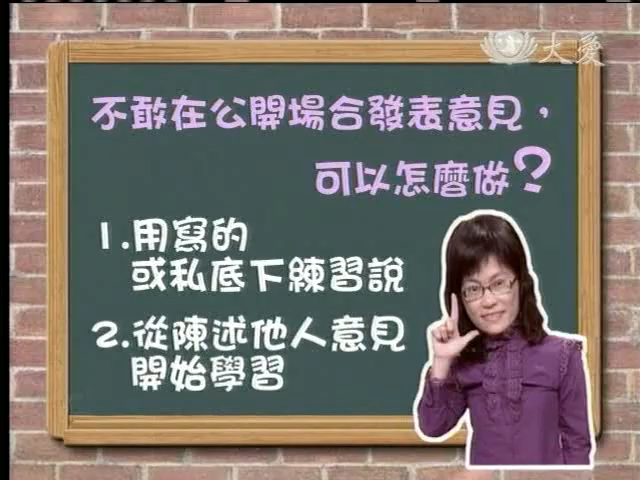 大愛
不敢在公開場合發表意見，
可以怎麼做？
1.用寫的
或私底下練習說
2.從陳述他人意見
開始學習